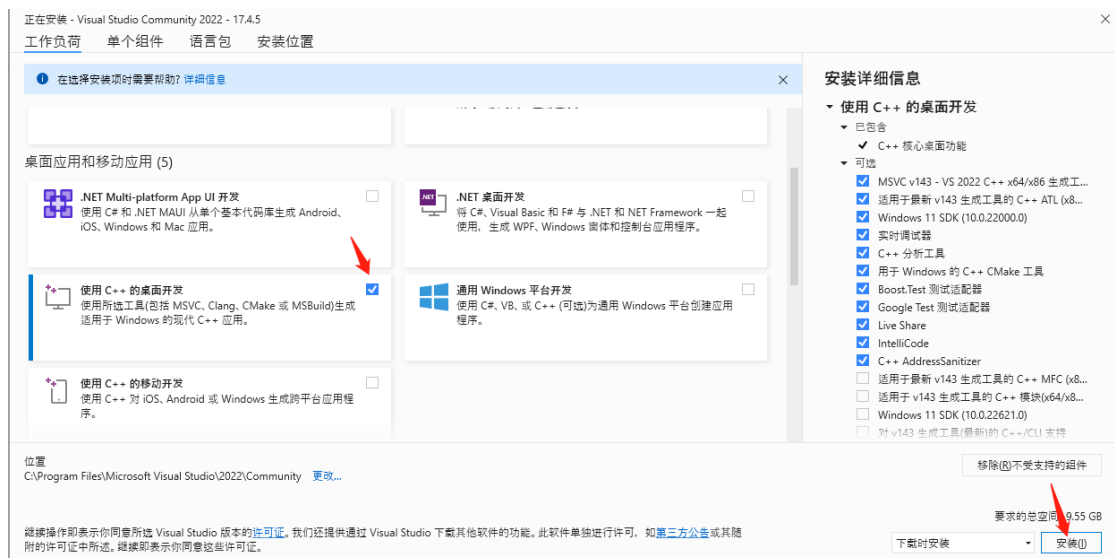 正在安装 - Visual Studio Community 2022 - 17.4.5
工作负荷 单个组件 语言包 安装位置
在选择安装项时需要帮助? 详细信息
桌面应用和移动应用 (5)
.NET Multi-platform App UI 开发
使用 C# 和 .NET MAUI 从单个基本代码库生成 Android、
iOS、Windows 和 Mac 应用。
.NET 桌面开发
将 C#、Visual Basic 和 F# 与 .NET 和 NET Framework 一起
使用，生成 WPF、Windows 窗体和控制台应用程序。
使用 C++ 的桌面开发
使用所选工具(包括 MSVC、Clang、CMake 或 MSBuild)生成
适用于 Windows 的现代 C++ 应用。
通用 Windows 平台开发
使用 C#、VB、或 C++ (可选)为通用 Windows 平台创建应用
程序。
使用 C++ 的移动开发
使用 C++ 对 iOS、Android 或 Windows 生成跨平台应用程
序。
安装详细信息
使用 C++ 的桌面开发
已包含
C++ 核心桌面功能
可选
MSVC v143 - VS 2022 C++ x64/x86 生成工...
适用于最新 v143 生成工具的 C++ ATL (x8...
Windows 11 SDK (10.0.22000.0)
实时调试器
C++ 分析工具
用于 Windows 的 C++ CMake 工具
Boost.Test 测试适配器
Google Test 测试适配器
Live Share
IntelliCode
C++ AddressSanitizer
适用于最新 v143 生成工具的 C++ MFC (x8...
适用于 v143 生成工具的 C++ 模块(x64/x8...
Windows 11 SDK (10.0.22621.0)
对 v143 生成工具(最新)的 C++/CLI 支持
位置
C:\Program Files\Microsoft Visual Studio\2022\Community 更改...
移除(R)不受支持的组件
要求的总空间 9.55 GB
继续操作即表示你同意所选 Visual Studio 版本的许可证。我们还提供通过 Visual Studio 下载其他软件的功能。此软件单独进行许可，如第三方公告或其随
附的许可证中所述。继续即表示你同意这些许可证。
下载时安装 安装(I)